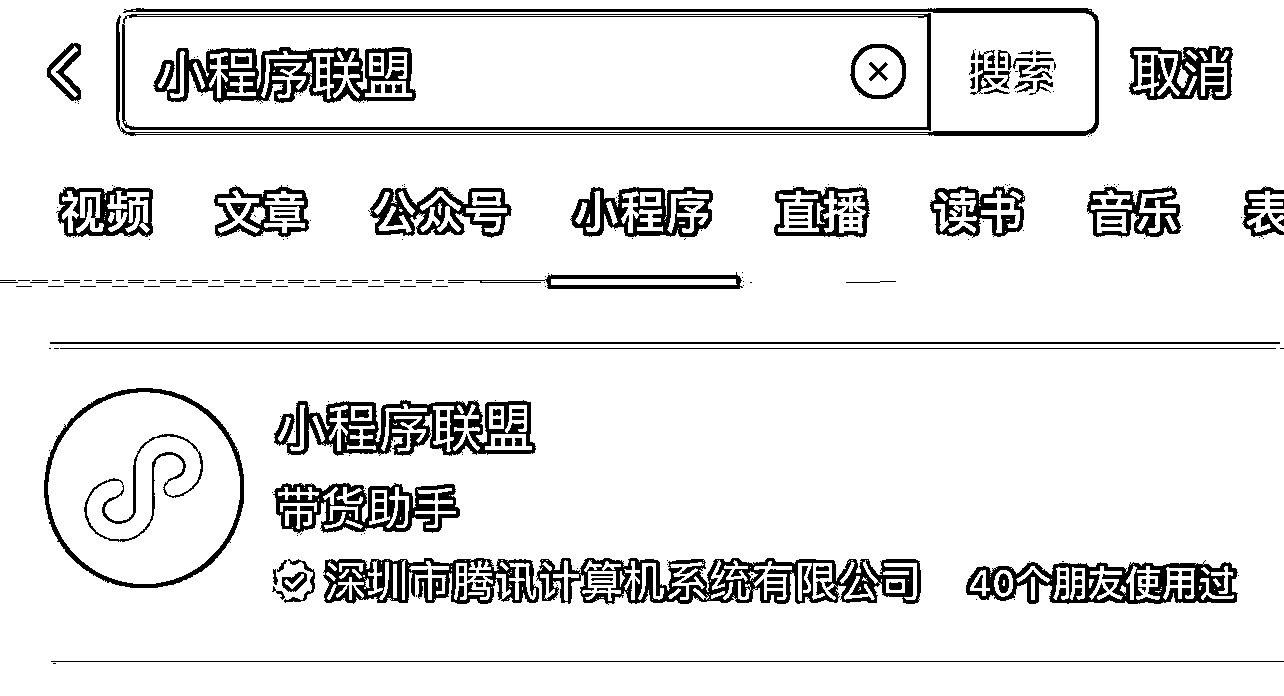 小程序联盟 搜索 取消
视频 文章 公众号 小程序 直播 读书 音乐 表
小程序联盟
带货助手
深圳市腾讯计算机系统有限公司 40个朋友使用过